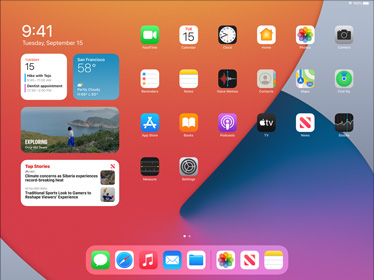 9:41
Tuesday, September 15
TUESDAY
15
Hike with Tejo
Dentist appointment
San Francisco
58°
Partly Cloudy
H:68° L:53°
EXPLORING
Top Stories
Climate concerns as Siberia experiences
record-breaking heat
Traditional Sports Look to Gamers to
Reshape Viewers' Experience
TUE
15
FaceTime
Calendar
Clock
Home
Photos
Camera
Reminders
Notes
Voice Memos
Contacts
Maps
Find My
App Store
Books
Podcasts
tv
TV
News
Stocks
Measure
Settings